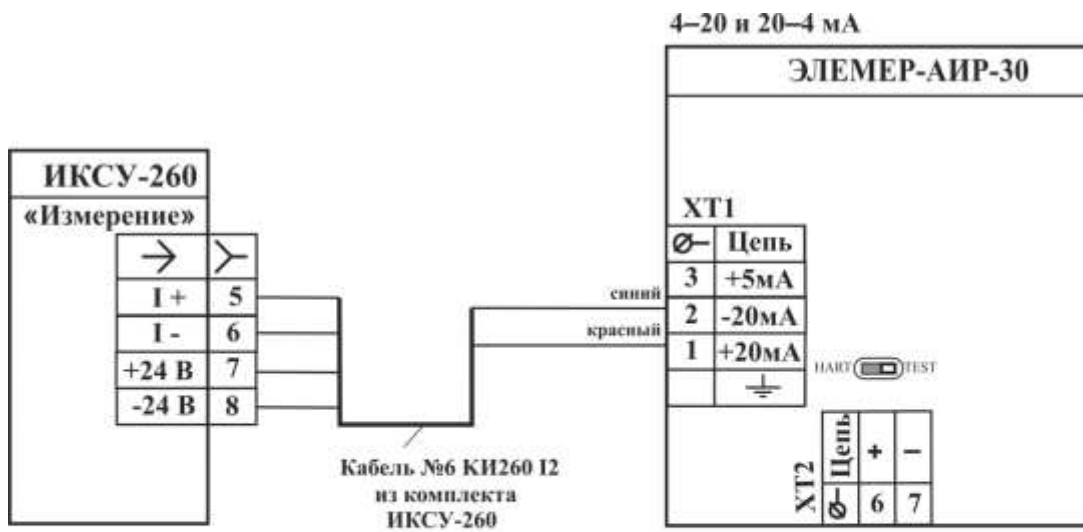 4–20 и 20–4 мА
ЭЛЕМЕР-АИР-30
ИКСУ-260
«Измерение»
I + 5
I - 6
+24 В 7
-24 В 8
Кабель №6 КИ260 I2
из комплекта
ИКСУ-260
синий
красный
XT1
Цепь
3 +5мА
2 -20мА
1 +20мА
HART TEST
XT2
Цепь + −
6 7